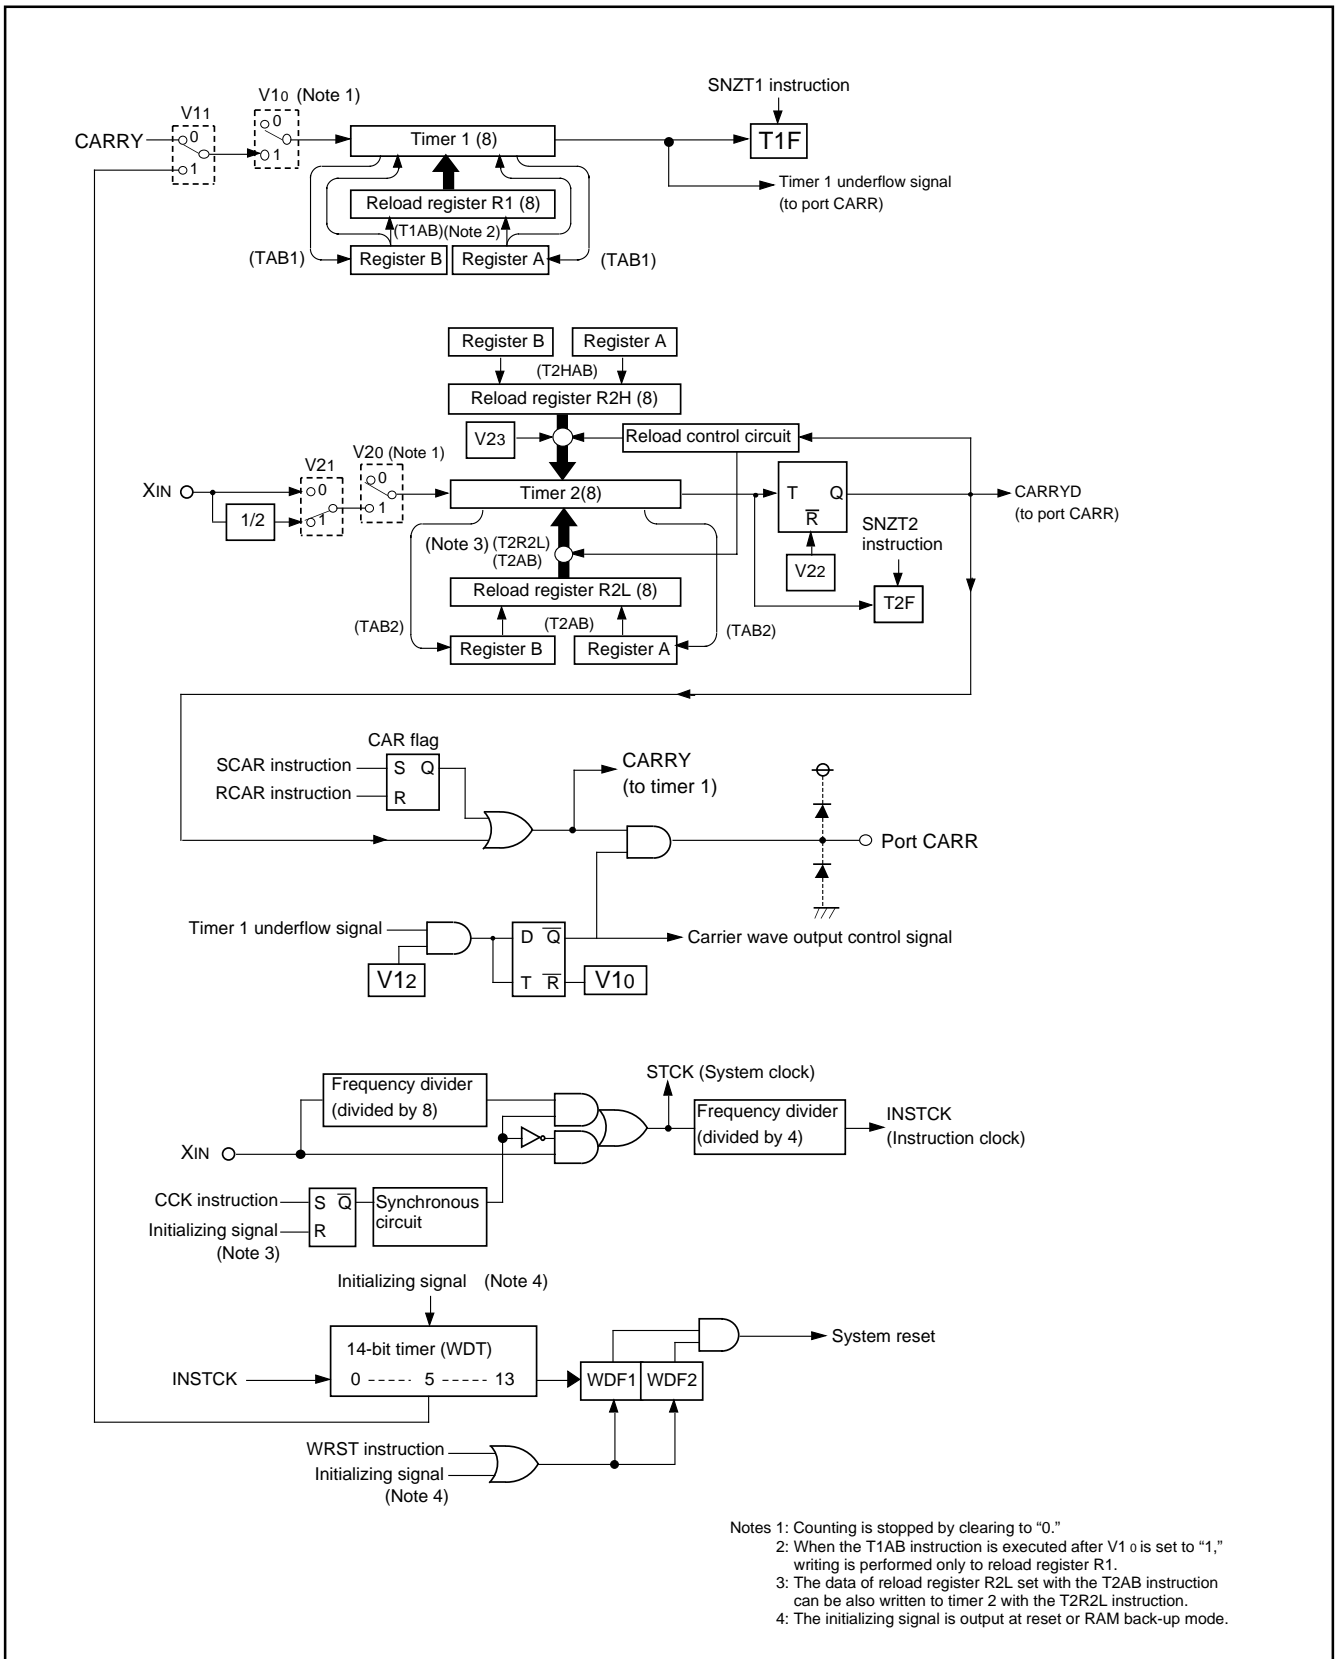 SNZT1 instruction
V10 (Note 1)
V11
CARRY
0
1
0
1
Timer 1 (8)
T1F
Timer 1 underflow signal
(to port CARR)
Reload register R1 (8)
(T1AB)(Note 2)
(TAB1)
Register B
Register A
(TAB1)
Register B
Register A
(T2HAB)
Reload register R2H (8)
V23
Reload control circuit
V20 (Note 1)
V21
XIN
0
1
0
1
1/2
Timer 2(8)
T Q
R
V22
CARRYD
(to port CARR)
SNZT2
instruction
T2F
(Note 3) (T2R2L)
(T2AB)
Reload register R2L (8)
(TAB2)
(T2AB)
(TAB2)
Register B
Register A
CAR flag
SCAR instruction
RCAR instruction
S Q
R
CARRY
(to timer 1)
Port CARR
Timer 1 underflow signal
V12
D Q
T R
V10
Carrier wave output control signal
STCK (System clock)
Frequency divider
(divided by 8)
Frequency divider
(divided by 4)
INSTCK
(Instruction clock)
XIN
CCK instruction
Initializing signal
(Note 3)
S Q
R
Synchronous
circuit
Initializing signal (Note 4)
14-bit timer (WDT)
0 ----- 5 ----- 13
INSTCK
WDF1
WDF2
System reset
WRST instruction
Initializing signal
(Note 4)
Notes 1: Counting is stopped by clearing to “0.”
2: When the T1AB instruction is executed after V10 is set to “1,”
writing is performed only to reload register R1.
3: The data of reload register R2L set with the T2AB instruction
can be also written to timer 2 with the T2R2L instruction.
4: The initializing signal is output at reset or RAM back-up mode.